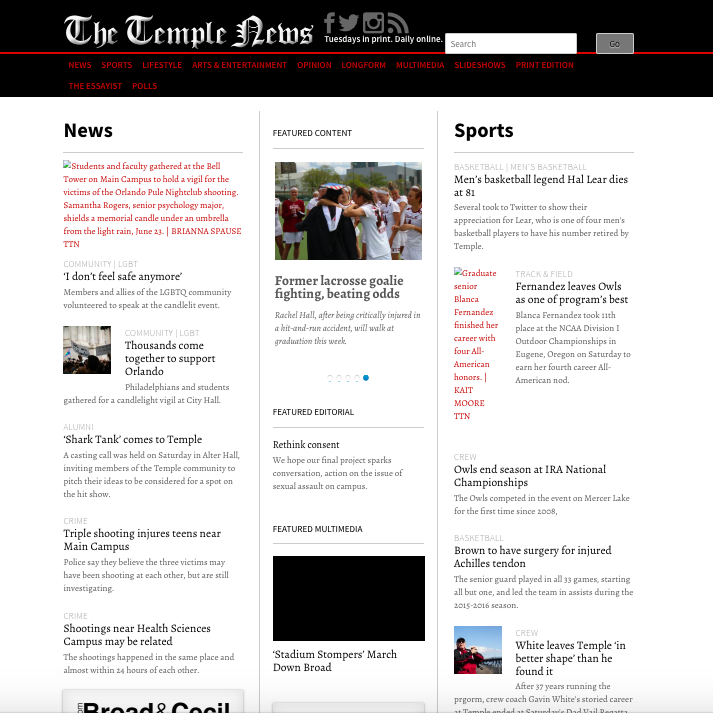 The Temple News
Tuesdays in print. Daily online.
Search
Go
NEWS SPORTS LIFESTYLE ARTS & ENTERTAINMENT OPINION LONGFORM MULTIMEDIA SLIDESHOWS PRINT EDITION
THE ESSAYIST POLLS
News
Students and faculty gathered at the Bell
Tower on Main Campus to hold a vigil for the
victims of the Orlando Pule Nightclub shooting.
Samantha Rogers, senior psychology major,
shields a memorial candle under an umbrella
from the light rain, June 23. | BRIANNA SPAUSE
TTN
COMMUNITY | LGBT
‘I don’t feel safe anymore’
Members and allies of the LGBTQ community
volunteered to speak at the candlelit event.
COMMUNITY | LGBT
Thousands come
together to support
Orlando
Philadelphians and students
gathered for a candlelight vigil at City Hall.
ALUMNI
‘Shark Tank’ comes to Temple
A casting call was held on Saturday in Alter Hall,
inviting members of the Temple community to
pitch their ideas to be considered for a spot on
the hit show.
CRIME
Triple shooting injures teens near
Main Campus
Police say they believe the three victims may
have been shooting at each other, but are still
investigating.
CRIME
Shootings near Health Sciences
Campus may be related
The shootings happened in the same place and
almost within 24 hours of each other.
Broad&Cecil
FEATURED CONTENT
Former lacrosse goalie
fighting, beating odds
Rachel Hall, after being critically injured in
a hit-and-run accident, will walk at
graduation this week.
FEATURED EDITORIAL
Rethink consent
We hope our final project sparks
conversation, action on the issue of
sexual assault on campus.
FEATURED MULTIMEDIA
‘Stadium Stompers’ March
Down Broad
Sports
BASKETBALL | MEN'S BASKETBALL
Men’s basketball legend Hal Lear dies
at 81
Several took to Twitter to show their
appreciation for Lear, who is one of four men's
basketball players to have his number retired by
Temple.
Graduate
senior
Blanca
Fernandez
finished her
career with
four All-
American
honors. |
KAIT
MOORE
TTN
TRACK & FIELD
Fernandez leaves Owls
as one of program’s best
Blanca Fernandez took 11th
place at the NCAA Division I
Outdoor Championships in
Eugene, Oregon on Saturday to
earn her fourth career All-
American nod.
CREW
Owls end season at IRA National
Championships
The Owls competed in the event on Mercer Lake
for the first time since 2008,
BASKETBALL
Brown to have surgery for injured
Achilles tendon
The senior guard played in all 33 games, starting
all but one, and led the team in assists during the
2015-2016 season.
CREW
White leaves Temple ‘in
better shape’ than he
found it
After 37 years running the
prgorm, crew coach Gavin White's storied career
at Temple ended at Saturday's Dad Vail Regatta